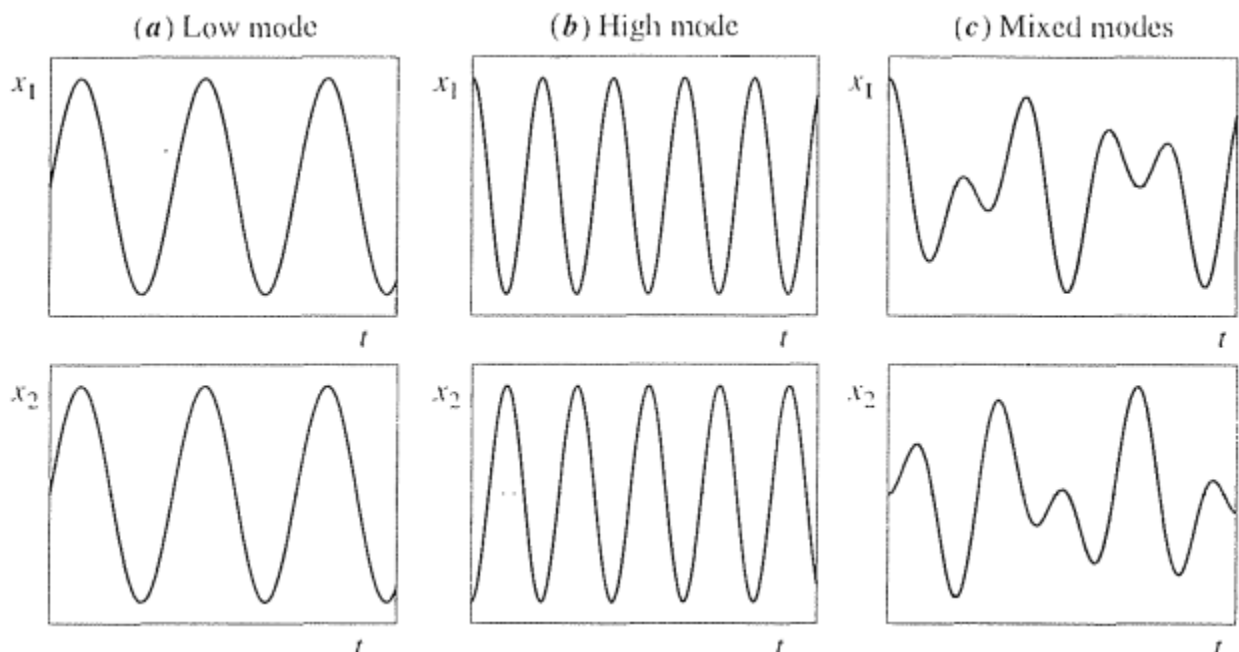 (a) Low mode (b) High mode (c) Mixed modes
x₁ x₁ x₁
t t t
x₂ x₂ x₂
t t t